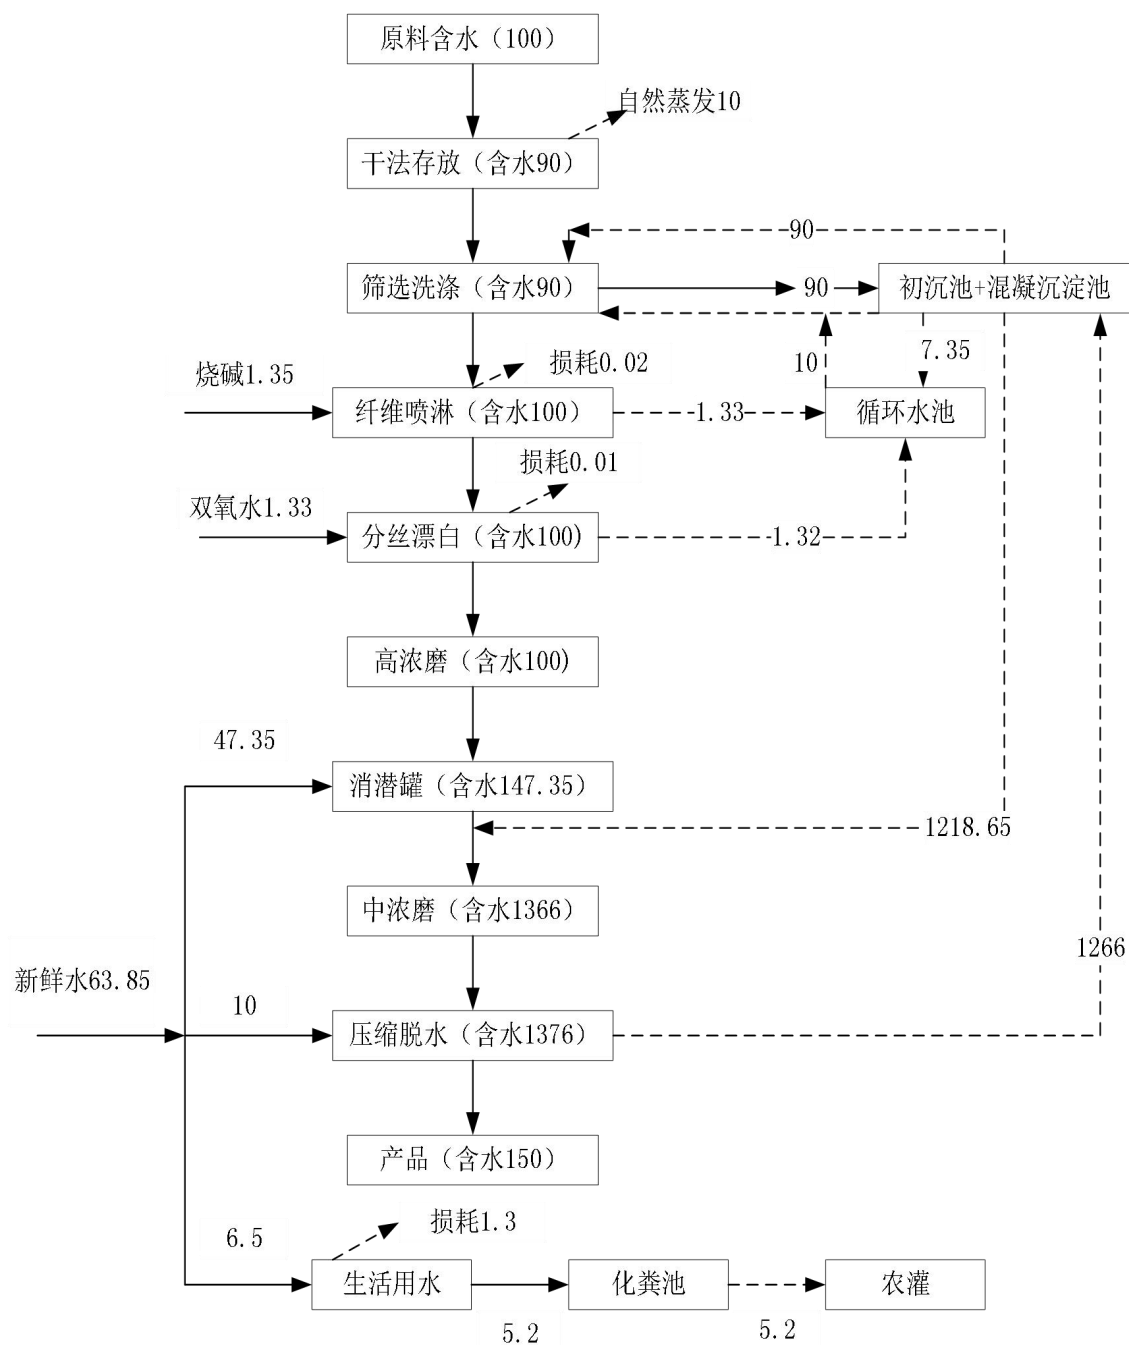 原料含水（100）
自然蒸发10
干法存放（含水90）
90
筛选洗涤（含水90）
90
初沉池+混凝沉淀池
10
7.35
损耗0.02
烧碱1.35
纤维喷淋（含水100）
1.33
循环水池
损耗0.01
双氧水1.33
分丝漂白（含水100)
1.32
高浓磨（含水100)
47.35
消潜罐（含水147.35）
1218.65
中浓磨（含水1366）
1266
新鲜水63.85
10
压缩脱水（含水1376）
产品（含水150）
损耗1.3
6.5
生活用水
化粪池
农灌
5.2
5.2